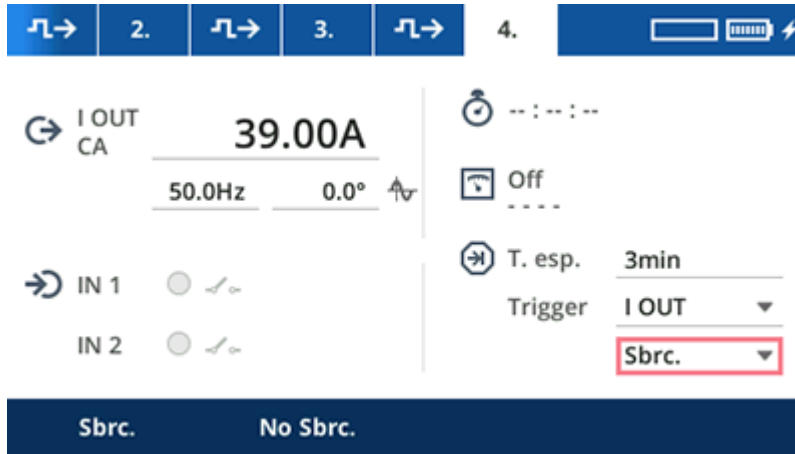 2. 3. 4.
I OUT
CA
39.00A
50.0Hz 0.0°
IN 1
IN 2
-- : -- : --
Off
- - - -
T. esp. 3min
Trigger I OUT
Sbrc.
Sbrc. No Sbrc.